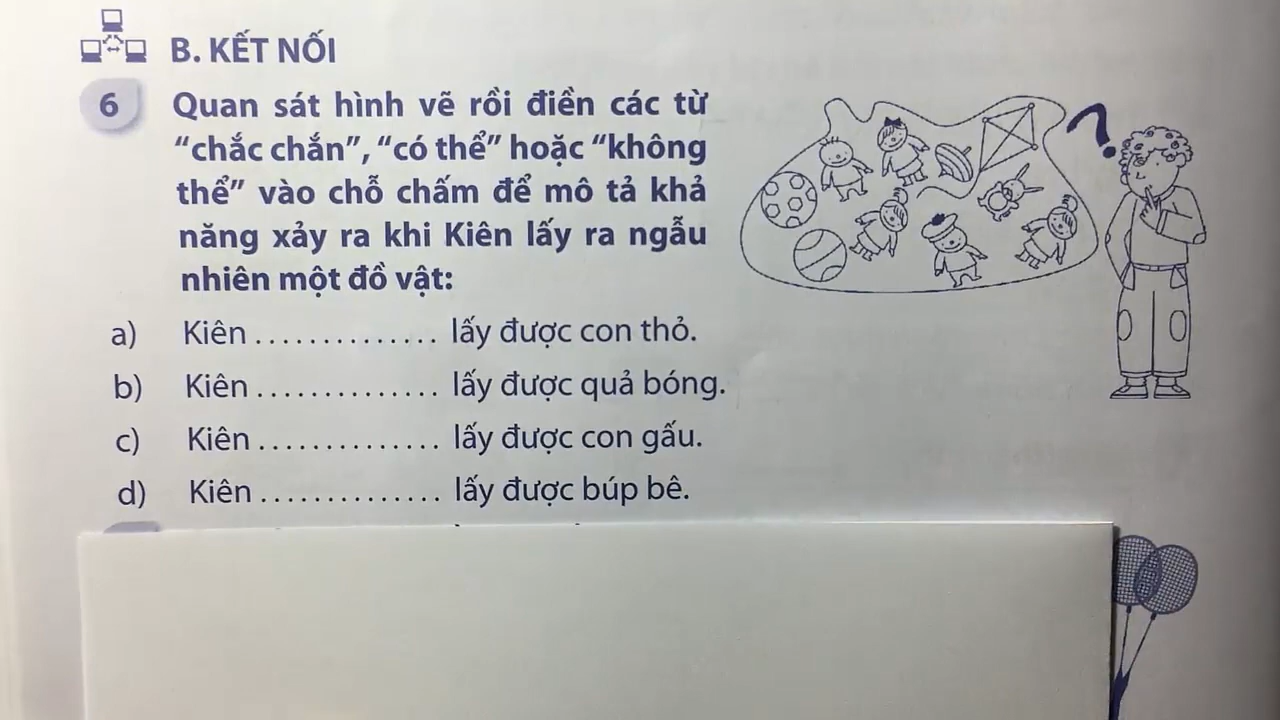 B. KẾT NỐI
6 Quan sát hình vẽ rồi điền các từ
“chắc chắn”, “có thể” hoặc “không
thể” vào chỗ chấm để mô tả khả
năng xảy ra khi Kiên lấy ra ngẫu
nhiên một đồ vật:
?
a) Kiên .............. lấy được con thỏ.
b) Kiên .............. lấy được quả bóng.
c) Kiên .............. lấy được con gấu.
d) Kiên .............. lấy được búp bê.